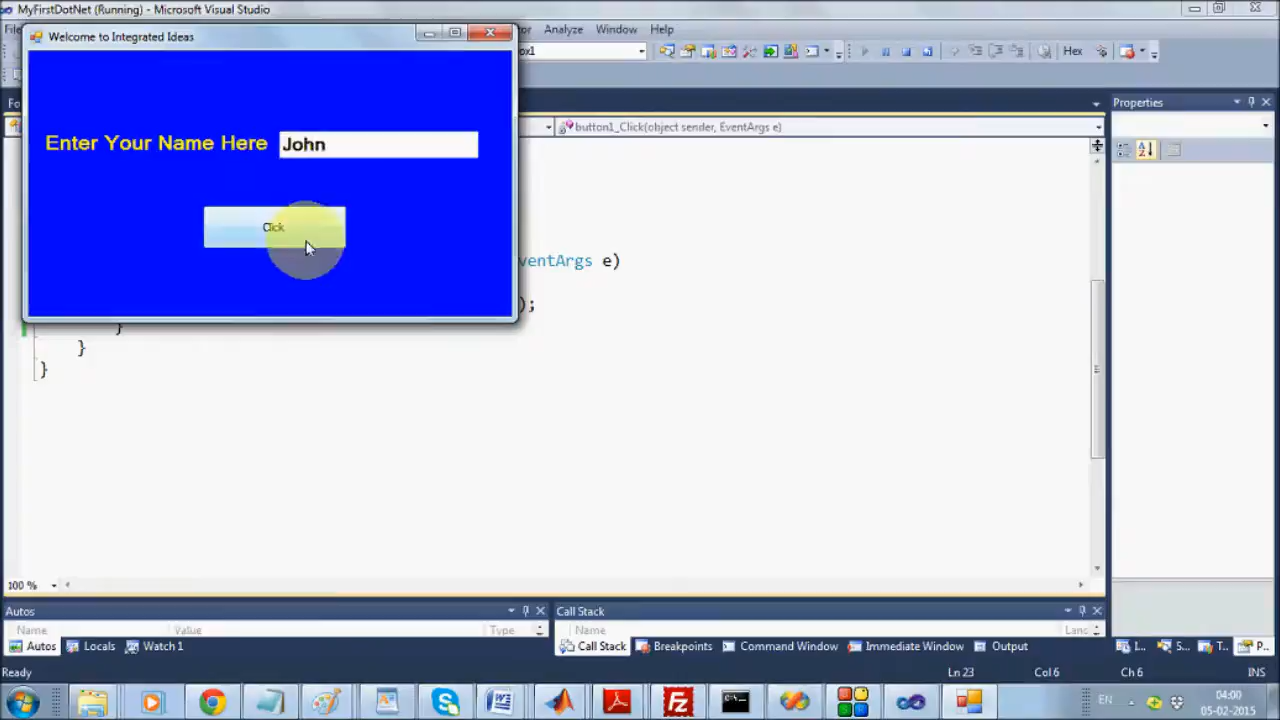 MyFirstDotNet (Running) - Microsoft Visual Studio
Welcome to Integrated Ideas
Analyze Window Help
Hex
Properties
button1_Click(object sender, EventArgs e)
Enter Your Name Here John
Click
ventArgs e)
);
}
}
}
100 %
Autos Call Stack
Name Value Type Name
Autos Locals Watch 1 Call Stack Breakpoints Command Window Immediate Window Output
Ready Ln 23 Col 6 Ch 6 INS
EN 04:00
05-02-2015